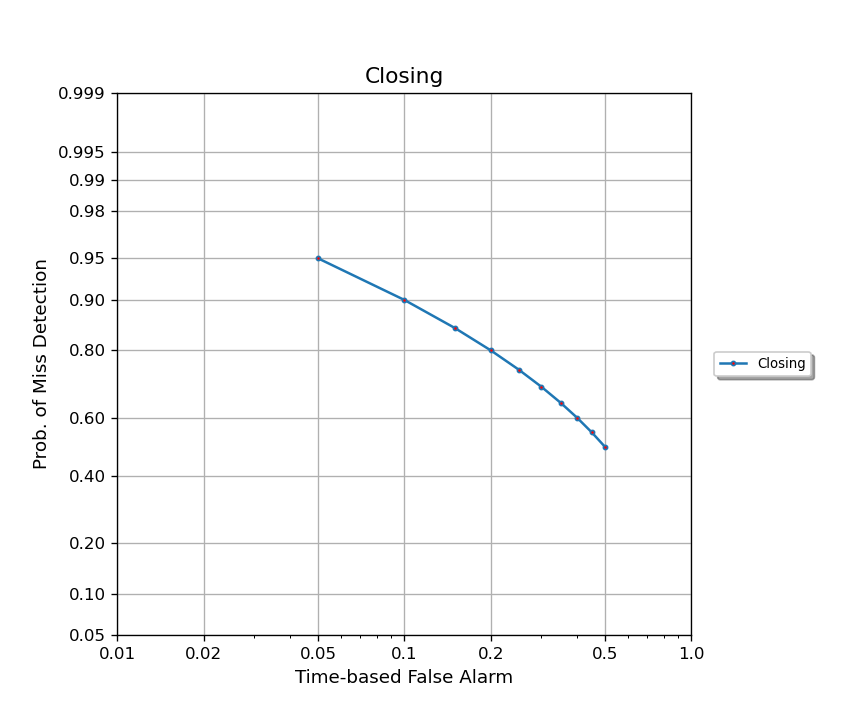 Closing
0.999
0.995
0.99
0.98
0.95
0.90
0.80
0.60
0.40
0.20
0.10
0.05
Prob. of Miss Detection
0.01 0.02 0.05 0.1 0.2 0.5 1.0
Time-based False Alarm
Closing